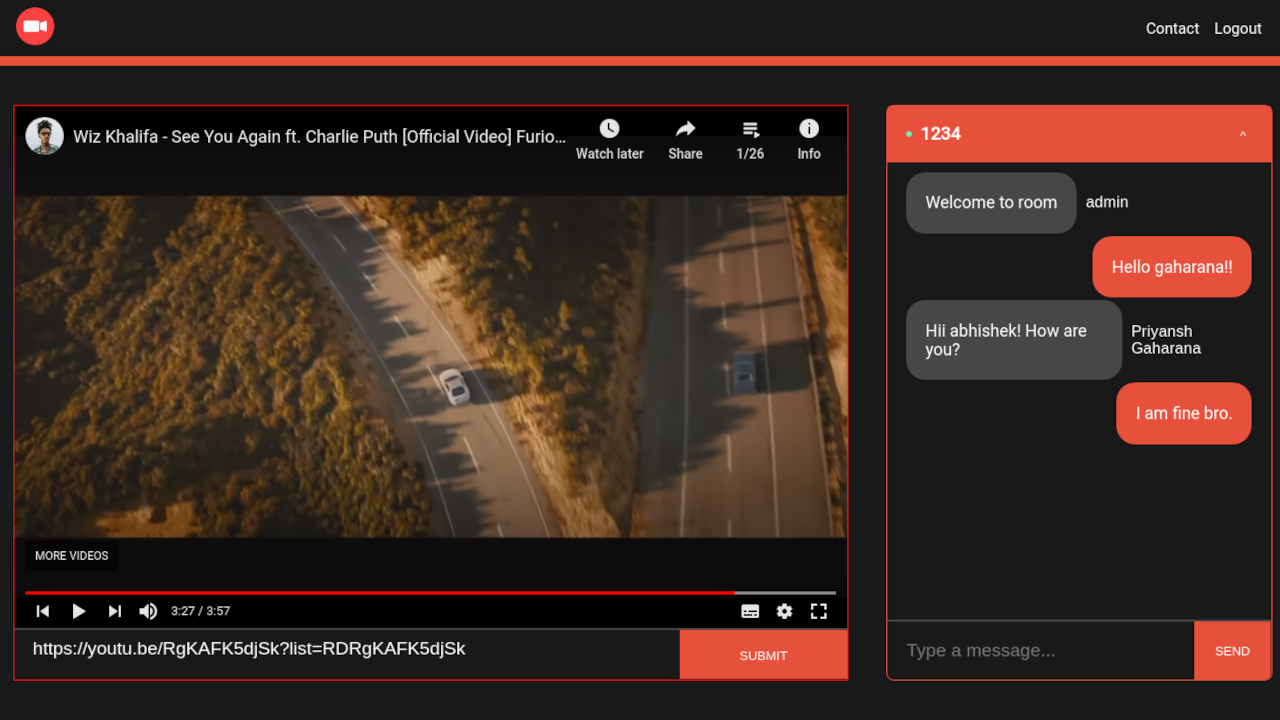 Contact Logout
Wiz Khalifa - See You Again ft. Charlie Puth [Official Video] Furio...
Watch later Share 1/26 Info
MORE VIDEOS
3:27 / 3:57
https://youtu.be/RgKAFK5djSk?list=RDRgKAFK5djSk
SUBMIT
1234
Welcome to room
admin
Hello gaharana!!
Hii abhishek! How are
you?
Priyansh
Gaharana
I am fine bro.
Type a message...
SEND